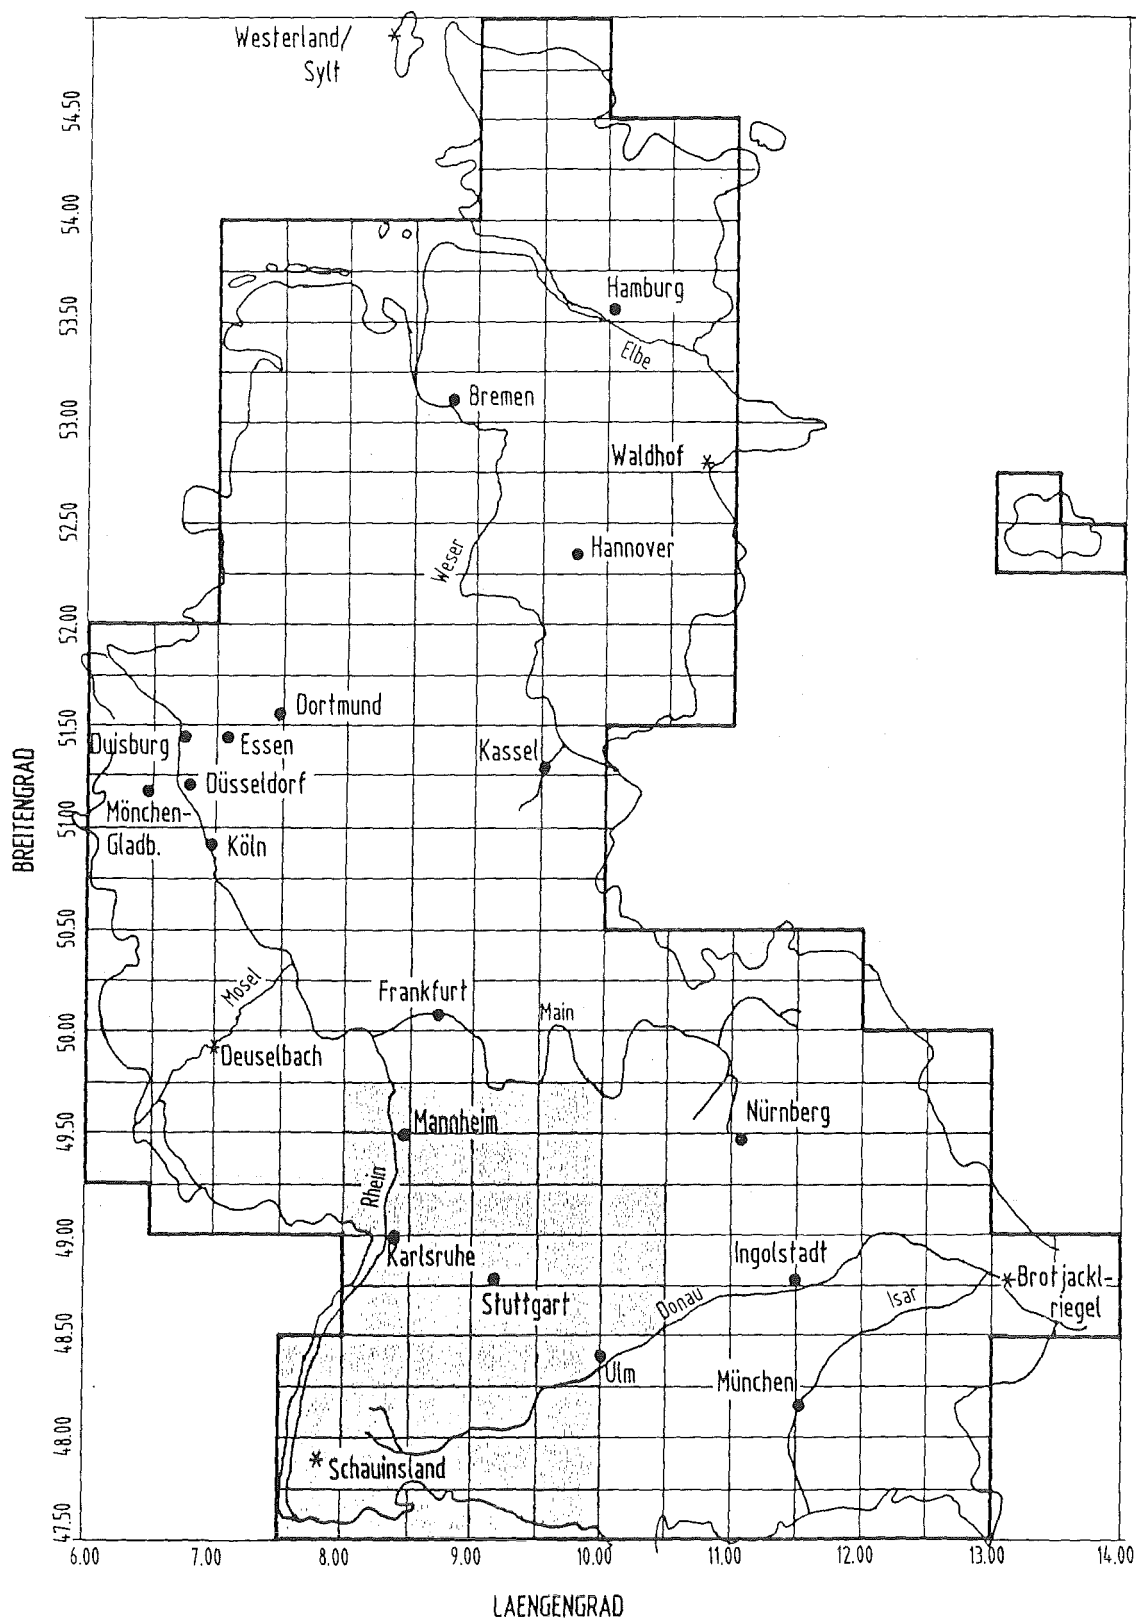 Westerland/
Sylt
54.50
54.00
Hamburg
53.50
Elbe
Bremen
53.00
Waldhof
52.50
Hannover
Weser
52.00
Dortmund
51.50
Duisburg
Essen
Kassel
Düsseldorf
Mönchen-
Gladb.
51.00
Köln
BREITENGRAD
50.50
Mosel
Frankfurt
Main
50.00
Deuselbach
Mannheim
Nürnberg
49.50
Rhein
49.00
Karlsruhe
Ingolstadt
Brotjackl-
riegel
Stuttgart
Donau
Isar
48.50
Ulm
München
48.00
Schauinsland
47.50
6.00
7.00
8.00
9.00
10.00
11.00
12.00
13.00
14.00
LAENGENGRAD